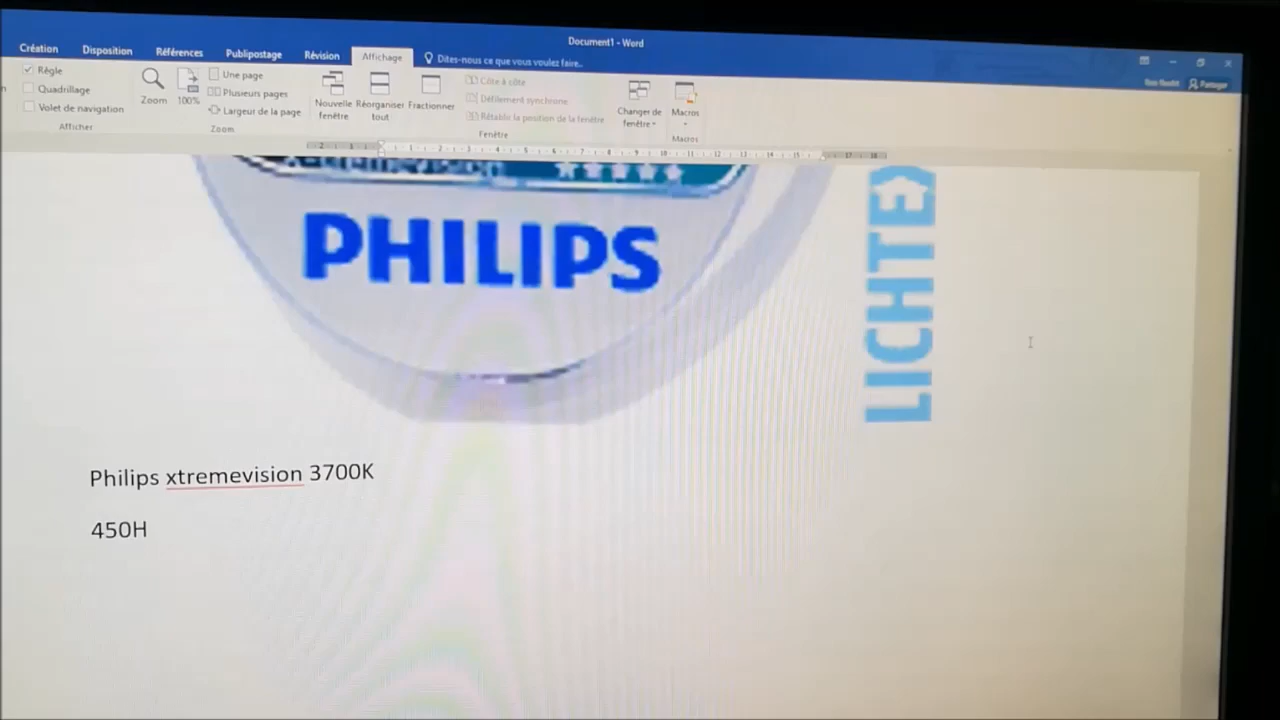 Document1 - Word
Création Disposition Références Publipostage Révision Affichage Dites-nous ce que vous voulez faire..
Partager
Règle
Quadrillage
Volet de navigation
Afficher
Zoom
100%
Une page
Plusieurs pages
Largeur de la page
Zoom
Nouvelle fenêtre
Réorganiser tout
Fractionner
Côte à côte
Défilement synchrone
Rétablir la position de la fenêtre
Fenêtre
Changer de fenêtre
Macros
Macros
X-tremeVision
PHILIPS
LICHTE
Philips xtremevision 3700K
450H